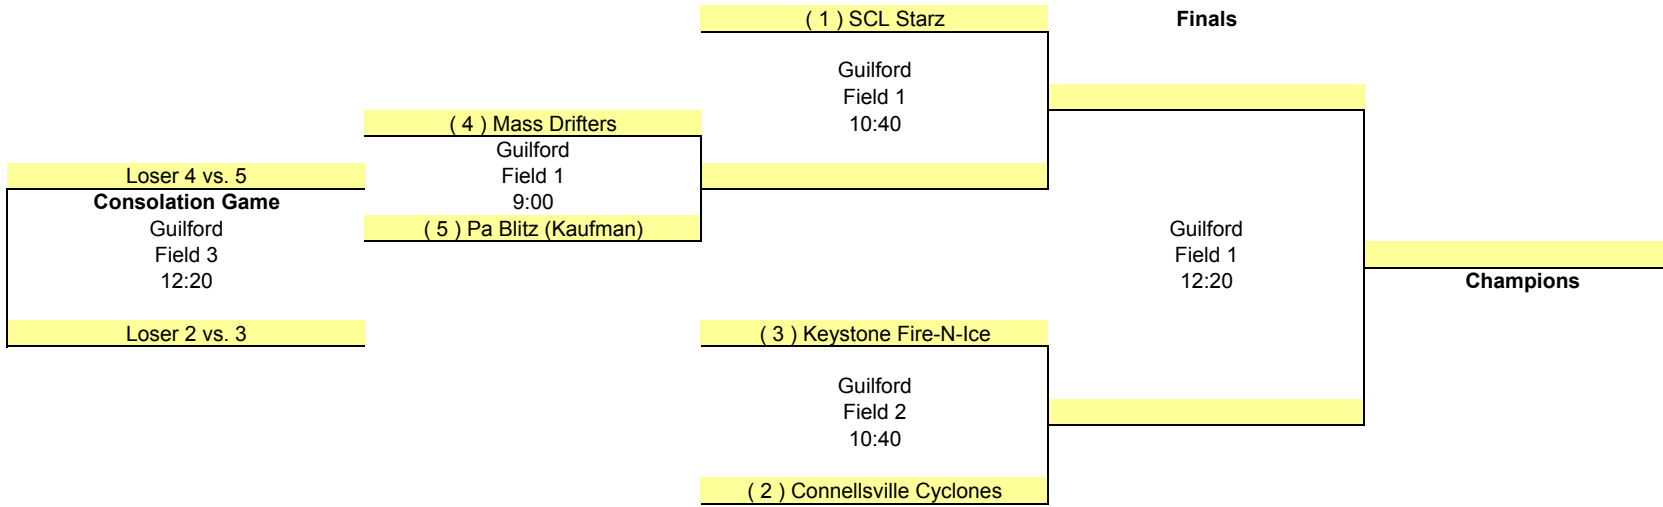 ( 1 ) SCL Starz
Finals
Guilford
Field 1
10:40
( 4 ) Mass Drifters
Guilford
Field 1
9:00
( 5 ) Pa Blitz (Kaufman)
Loser 4 vs. 5
Consolation Game
Guilford
Field 3
12:20
Loser 2 vs. 3
Guilford
Field 1
12:20
Champions
( 3 ) Keystone Fire-N-Ice
Guilford
Field 2
10:40
( 2 ) Connellsville Cyclones